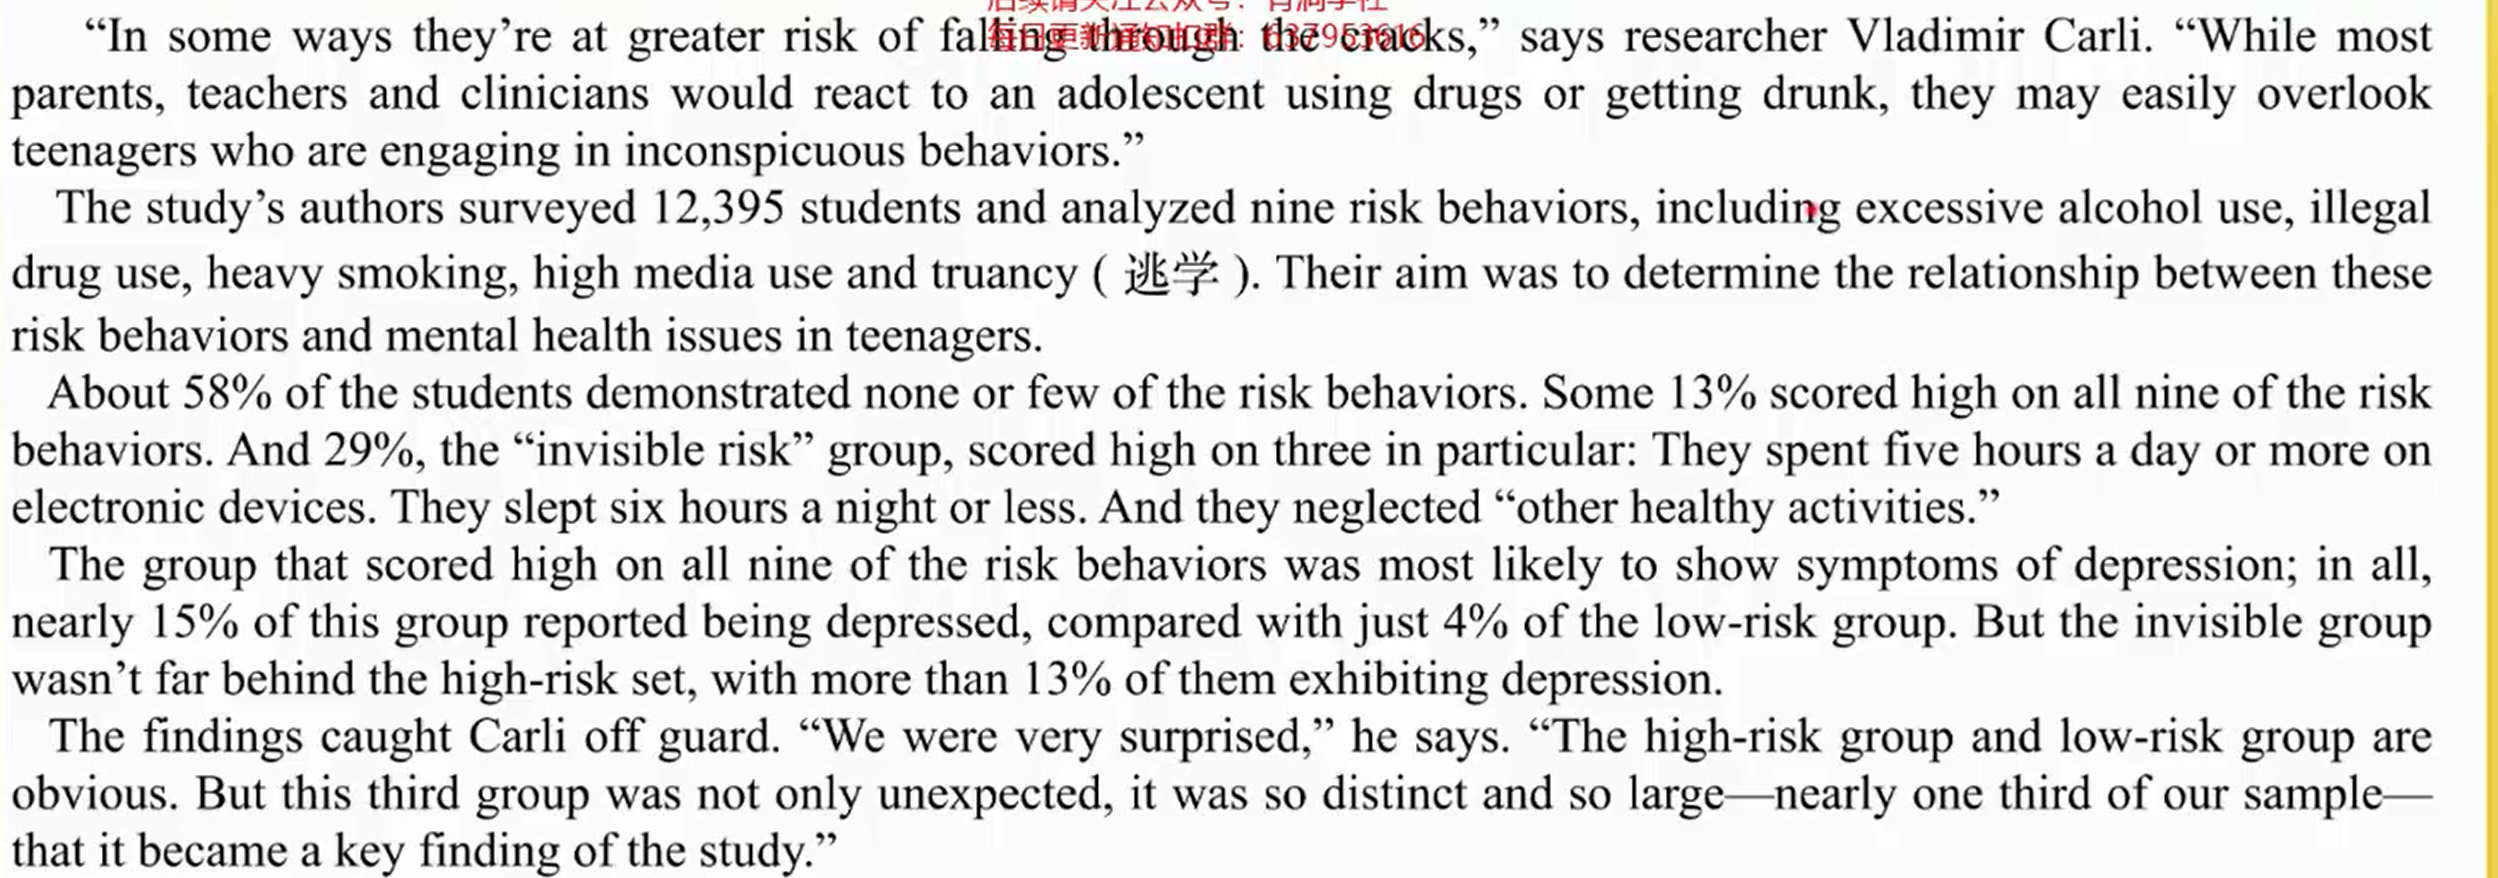 后续请关注公众号：青鸢学社
“In some ways they’re at greater risk of falling through the cracks,” says researcher Vladimir Carli. “While most
parents, teachers and clinicians would react to an adolescent using drugs or getting drunk, they may easily overlook
teenagers who are engaging in inconspicuous behaviors.”
The study’s authors surveyed 12,395 students and analyzed nine risk behaviors, including excessive alcohol use, illegal
drug use, heavy smoking, high media use and truancy ( 逃学 ). Their aim was to determine the relationship between these
risk behaviors and mental health issues in teenagers.
About 58% of the students demonstrated none or few of the risk behaviors. Some 13% scored high on all nine of the risk
behaviors. And 29%, the “invisible risk” group, scored high on three in particular: They spent five hours a day or more on
electronic devices. They slept six hours a night or less. And they neglected “other healthy activities.”
The group that scored high on all nine of the risk behaviors was most likely to show symptoms of depression; in all,
nearly 15% of this group reported being depressed, compared with just 4% of the low-risk group. But the invisible group
wasn’t far behind the high-risk set, with more than 13% of them exhibiting depression.
The findings caught Carli off guard. “We were very surprised,” he says. “The high-risk group and low-risk group are
obvious. But this third group was not only unexpected, it was so distinct and so large—nearly one third of our sample—
that it became a key finding of the study.”